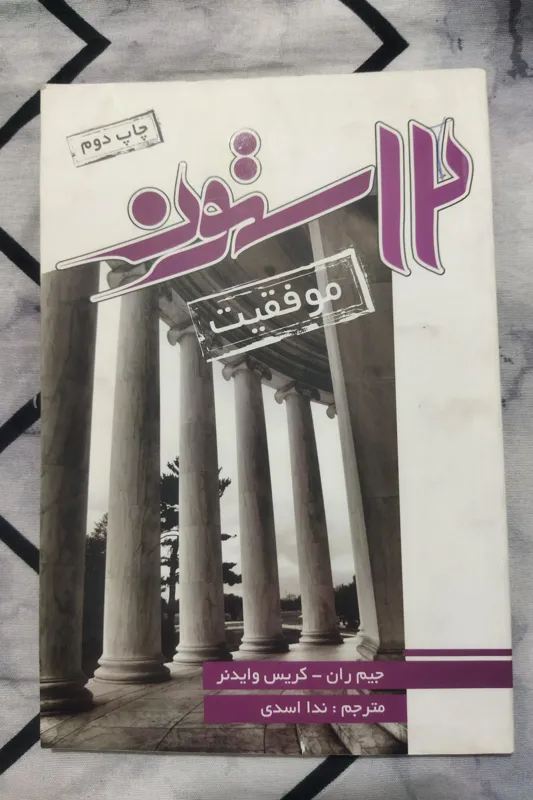 چاپ دوم
۱۲ ستون
موفقیت
جیم ران - کریس وایدنر
مترجم : ندا اسدی